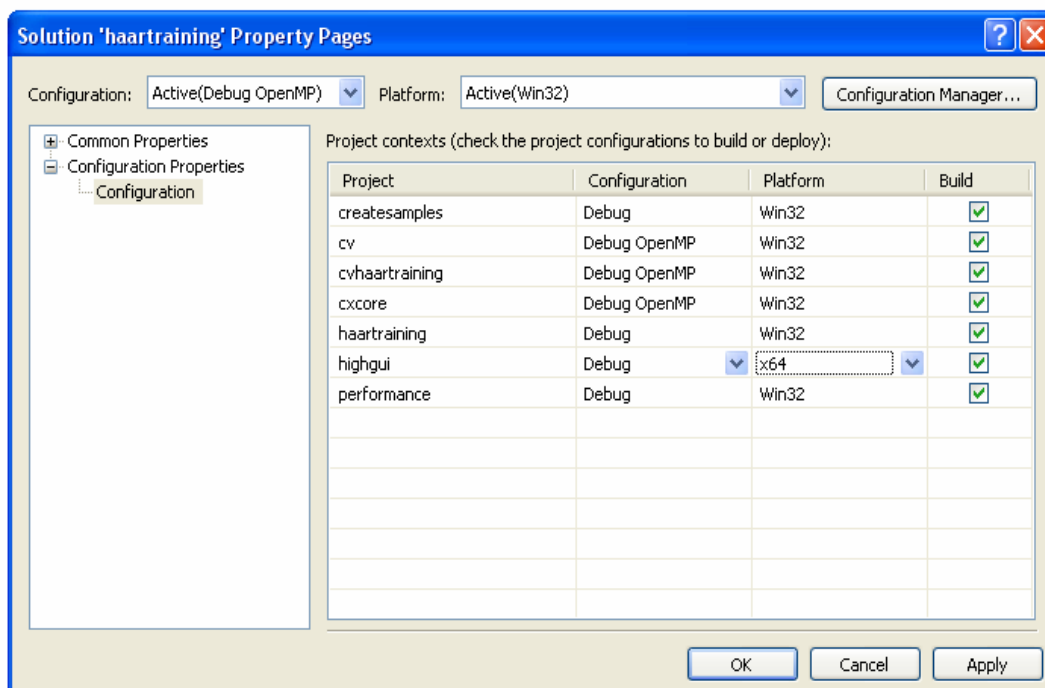 Solution 'haartraining' Property Pages
Configuration: Active(Debug OpenMP) Platform: Active(Win32) Configuration Manager...
Common Properties
Configuration Properties
Configuration
Project contexts (check the project configurations to build or deploy):
Project Configuration Platform Build
createsamples Debug Win32
cv Debug OpenMP Win32
cvhaartraining Debug OpenMP Win32
cxcore Debug OpenMP Win32
haartraining Debug Win32
highgui Debug x64
performance Debug Win32
OK Cancel Apply